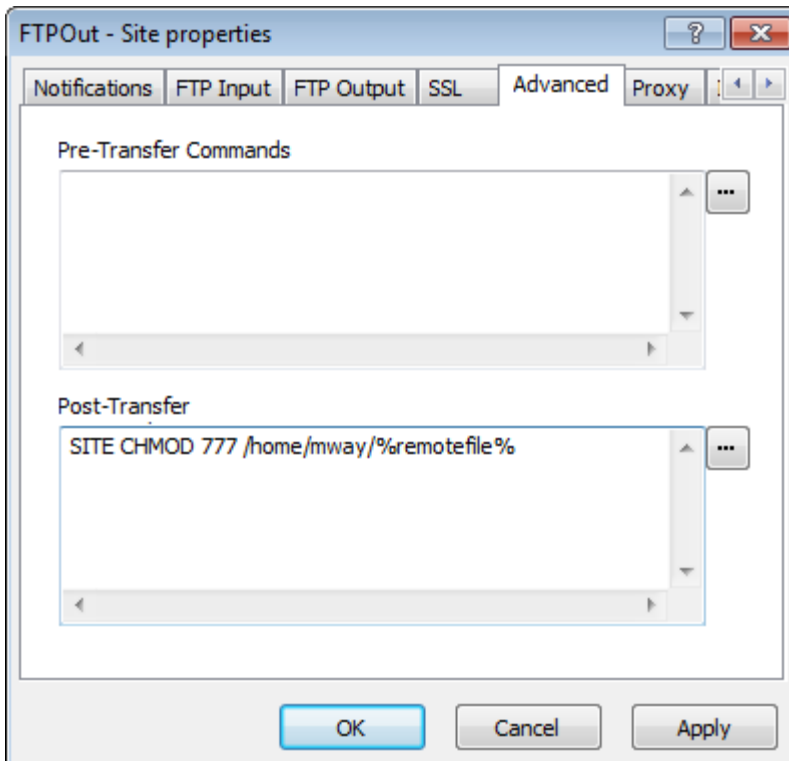 FTPOut - Site properties
Notifications FTP Input FTP Output SSL Advanced Proxy
Pre-Transfer Commands
...
Post-Transfer
SITE CHMOD 777 /home/mway/%remotefile%
...
OK Cancel Apply